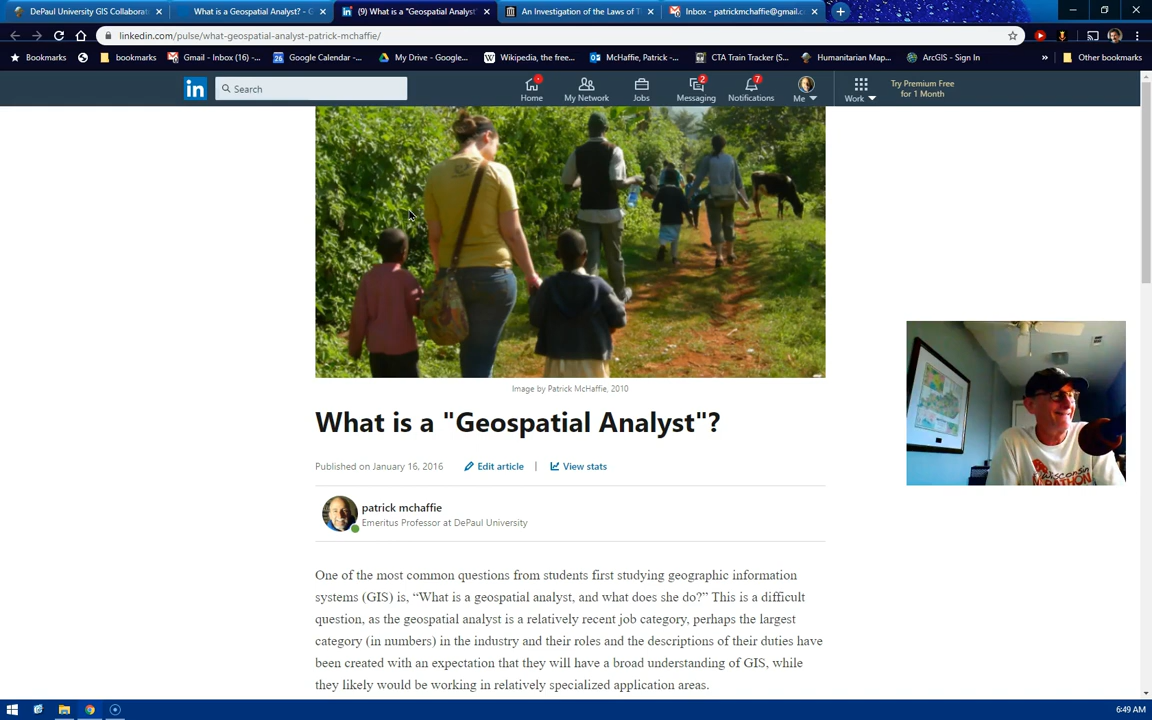 DePaul University GIS Collaborat
What is a Geospatial Analyst? - G
(9) What is a "Geospatial Analyst"
An Investigation of the Laws of T
Inbox - patrickmchaffie@gmail.c
linkedin.com/pulse/what-geospatial-analyst-patrick-mchaffie/
Bookmarks
bookmarks
Gmail - Inbox (16) -...
Google Calendar -...
My Drive - Google...
Wikipedia, the free...
McHaffie, Patrick -...
CTA Train Tracker (S...
Humanitarian Map...
ArcGIS - Sign In
»
Other bookmarks
in
Search
Home
My Network
Jobs
2
Messaging
7
Notifications
Me
Work
Try Premium Free
for 1 Month
Image by Patrick McHaffie, 2010
What is a "Geospatial Analyst"?
Published on January 16, 2016
Edit article
View stats
patrick mchaffie
Emeritus Professor at DePaul University
One of the most common questions from students first studying geographic information
systems (GIS) is, “What is a geospatial analyst, and what does she do?” This is a difficult
question, as the geospatial analyst is a relatively recent job category, perhaps the largest
category (in numbers) in the industry and their roles and the descriptions of their duties have
been created with an expectation that they will have a broad understanding of GIS, while
they likely would be working in relatively specialized application areas.
Wisconsin
MARATHON
6:49 AM